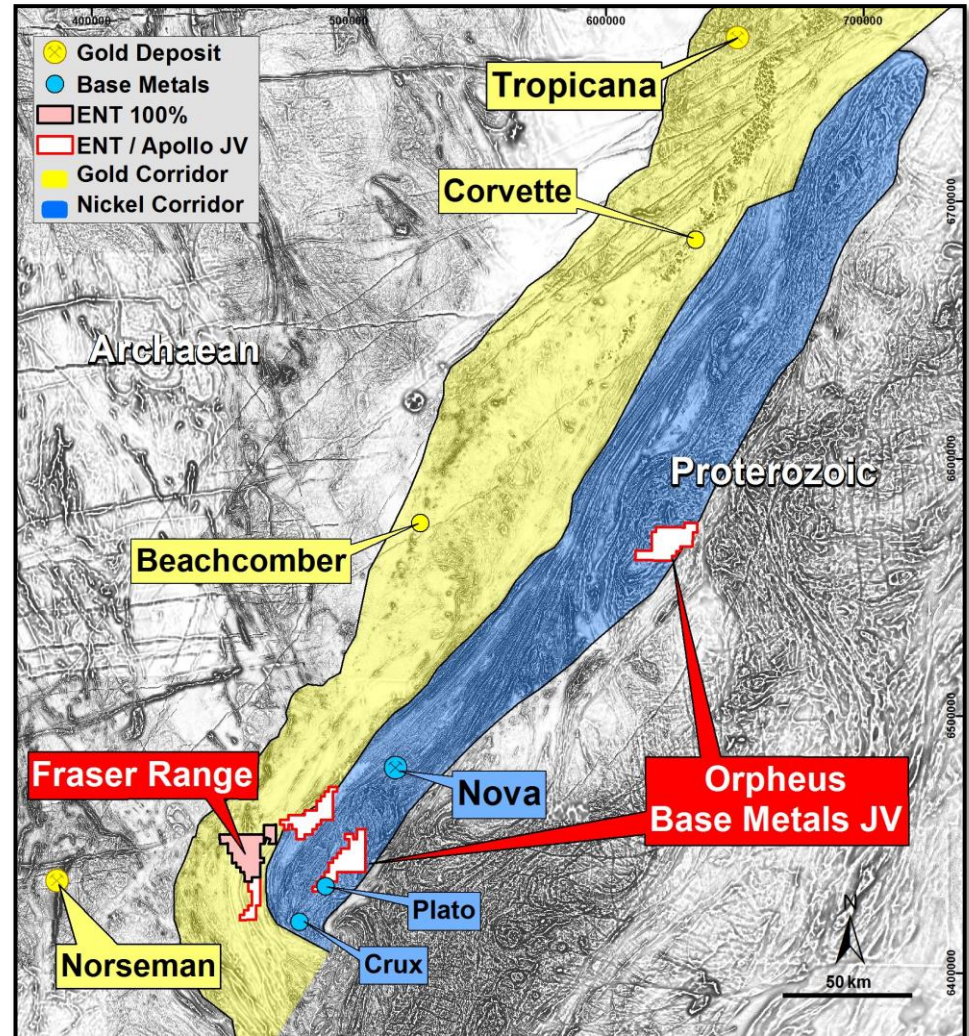 400000
500000
600000
700000
Gold Deposit
Base Metals
ENT 100%
ENT / Apollo JV
Gold Corridor
Nickel Corridor
Tropicana
Corvette
6700000
Archaean
Proterozoic
6600000
Beachcomber
6500000
Fraser Range
Nova
Orpheus
Base Metals JV
Plato
Norseman
Crux
N
50 km
6400000